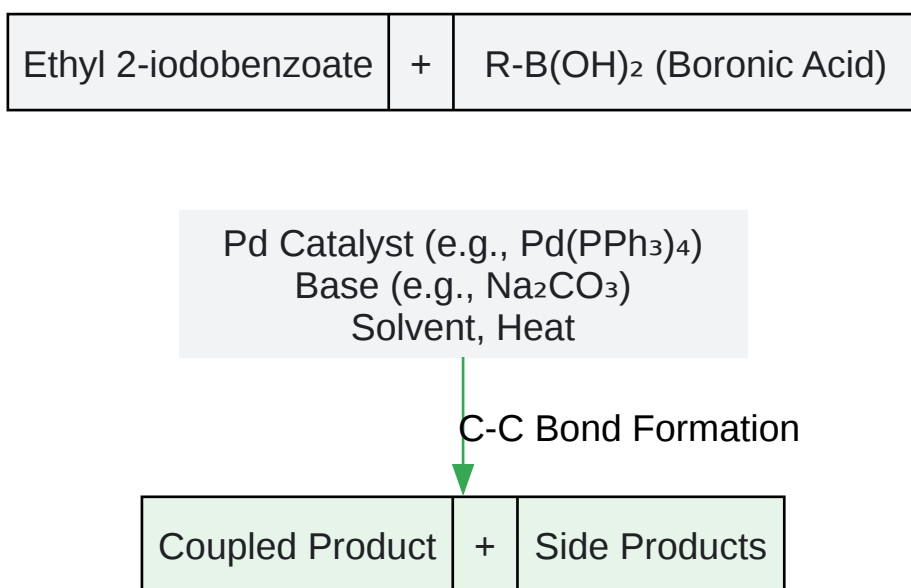 Ethyl 2-iodobenzoate + R-B(OH)₂ (Boronic Acid)
Pd Catalyst (e.g., Pd(PPh₃)₄)
Base (e.g., Na₂CO₃)
Solvent, Heat
C-C Bond Formation
Coupled Product + Side Products